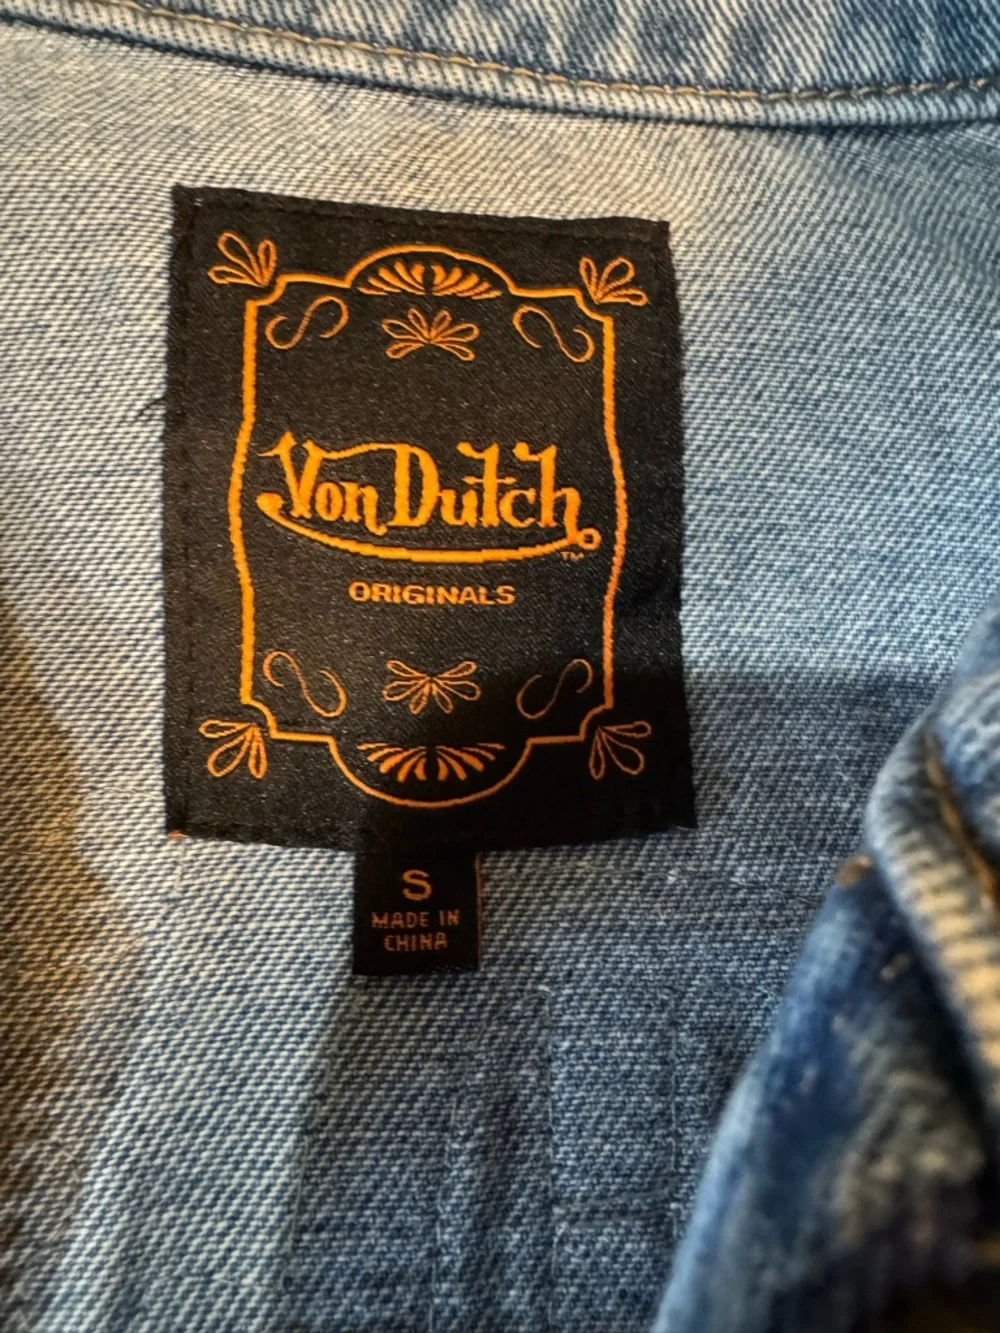 Von Dutch
TM
ORIGINALS
S
MADE IN
CHINA